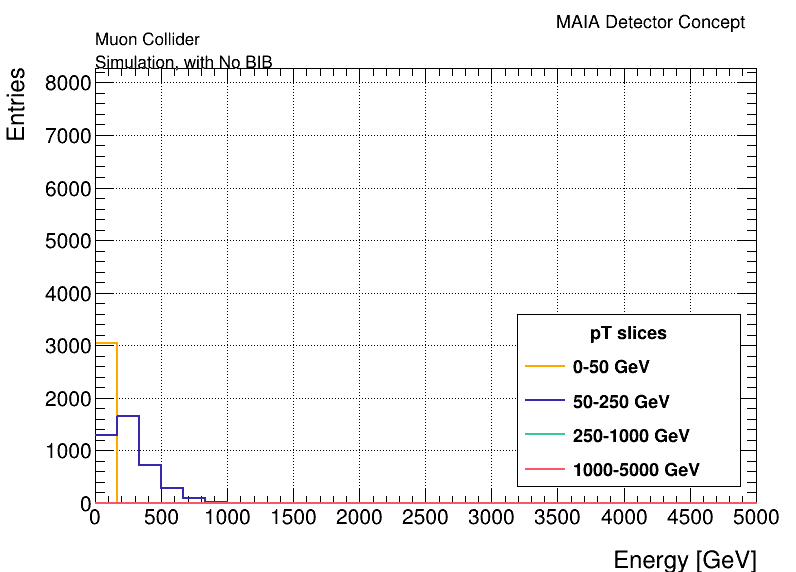 MAIA Detector Concept
Muon Collider
Simulation, with No BIB
Entries
8000
7000
6000
5000
4000
3000
2000
1000
0
pT slices
0-50 GeV
50-250 GeV
250-1000 GeV
1000-5000 GeV
0 500 1000 1500 2000 2500 3000 3500 4000 4500 5000
Energy [GeV]